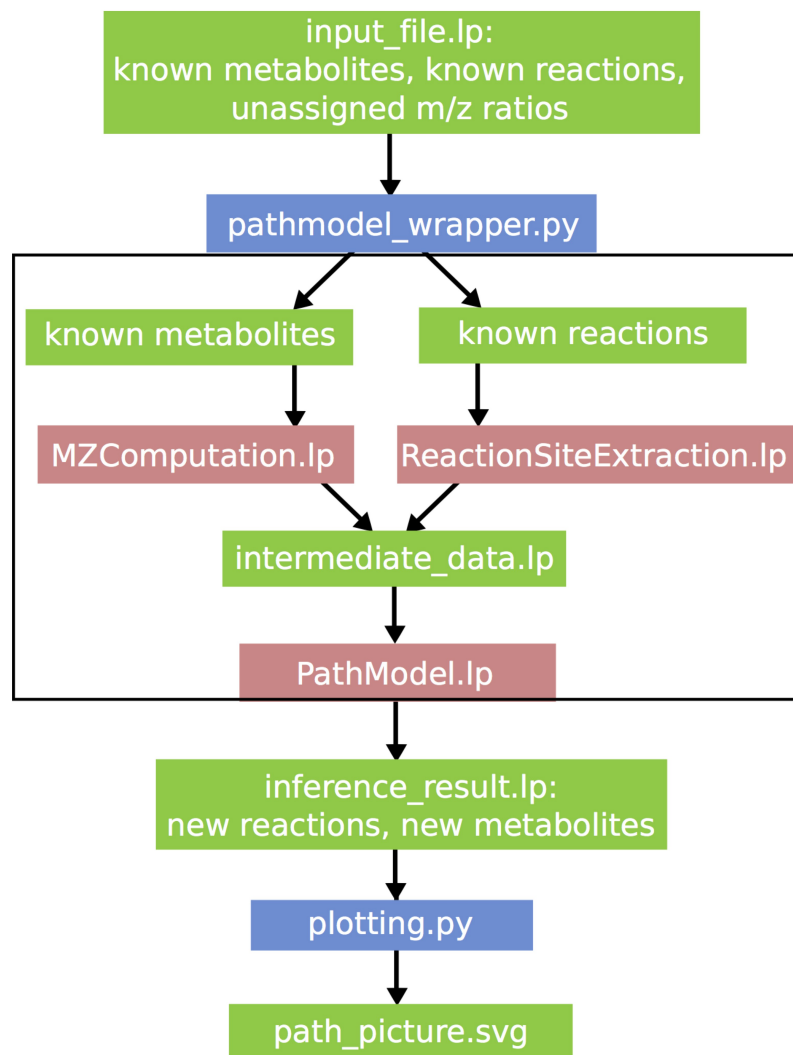 input_file.lp:
known metabolites, known reactions,
unassigned m/z ratios
pathmodel_wrapper.py
known metabolites
known reactions
MZComputation.lp
ReactionSiteExtraction.lp
intermediate_data.lp
PathModel.lp
inference_result.lp:
new reactions, new metabolites
plotting.py
path_picture.svg